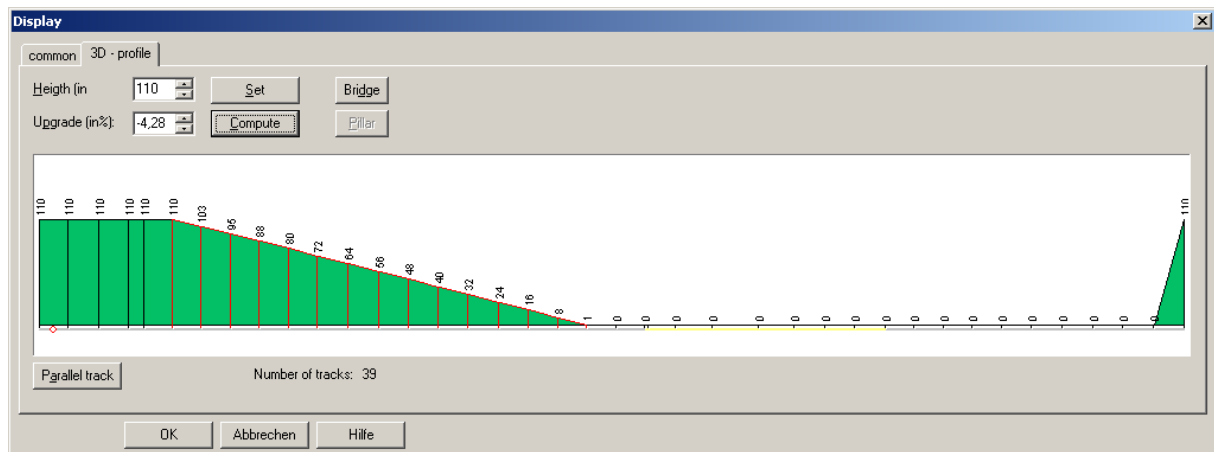 Display
common 3D - profile
Heigth (in 110 Set Bridge
Upgrade (in%): -4,28 Compute Pillar
110 110 110 110 110 110 103 95 88 80 72 64 56 48 40 32 24 16 8 1 0 0 0 0 0 0 0 0 0 0 0 0 0 0 0 0 0 0 0 110
Parallel track Number of tracks: 39
OK Abbrechen Hilfe